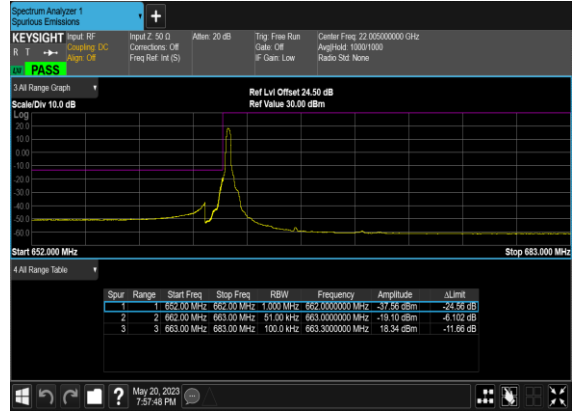 Spectrum Analyzer 1
Spurious Emissions
+
KEYSIGHT
R T
LW PASS
Input: RF
Coupling: DC
Align: Off
Input Z: 50 Ω
Corrections: Off
Freq Ref: Int (S)
Atten: 20 dB
Trig: Free Run
Gate: Off
IF Gain: Low
Center Freq: 22.005000000 GHz
Avg|Hold: 1000/1000
Radio Std: None
3 All Range Graph
Scale/Div 10.0 dB
Ref Lvl Offset 24.50 dB
Ref Value 30.00 dBm
Log
20.0
10.0
0.00
-10.0
-20.0
-30.0
-40.0
-50.0
-60.0
Start 652.000 MHz
Stop 683.000 MHz
4 All Range Table
Spur Range Start Freq Stop Freq RBW Frequency Amplitude ΔLimit
1 1 652.00 MHz 662.00 MHz 1.000 MHz 662.0000000 MHz -37.56 dBm -24.56 dB
2 2 662.00 MHz 663.00 MHz 51.00 kHz 663.0000000 MHz -19.10 dBm -6.102 dB
3 3 663.00 MHz 683.00 MHz 100.0 kHz 663.3000000 MHz 18.34 dBm -11.66 dB
?
May 20, 2023
7:57:48 PM